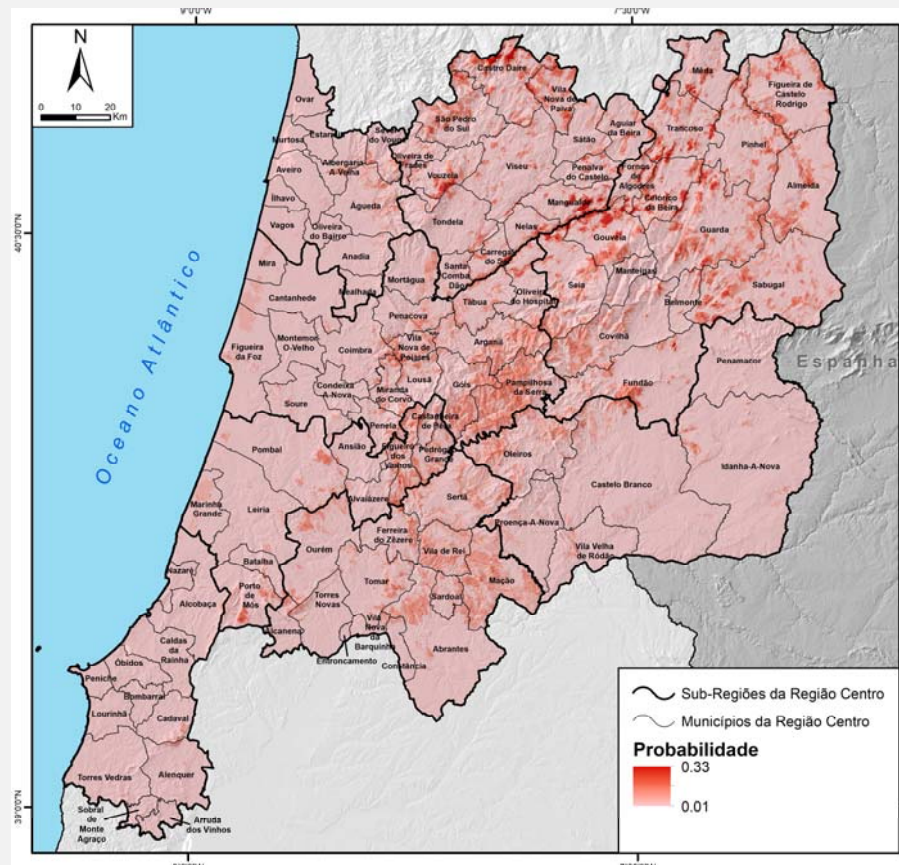 9°0'0"W
7°30'0"W
N
0 10 20
Km
40°30'0"N
39°0'0"N
Oceano Atlântico
Espanha
Ovar
Murtosa
Estarreja
Sever
do Vouga
Albergaria
A-Velha
Aveiro
Ílhavo
Águeda
Vagos
Oliveira
do Bairro
Anadia
Mealhada
Castro Daire
Vila
Nova de
Paiva
São Pedro
do Sul
Oliveira de
Frades
Vouzela
Viseu
Sátão
Aguiar
da Beira
Penalva
do Castelo
Mangualde
Nelas
Tondela
Carregal
do Sal
Santa
Comba
Dão
Mortágua
Mêda
Figueira de
Castelo
Rodrigo
Trancoso
Pinhel
Fornos
de
Algodres
Celorico
da Beira
Almeida
Guarda
Gouveia
Manteigas
Seia
Sabugal
Belmonte
Covilhã
Fundão
Penamacor
Idanha-A-Nova
Castelo Branco
Vila Velha
de Ródão
Proença-A-Nova
Oleiros
Sertã
Mira
Cantanhede
Figueira
da Foz
Montemor-
O-Velho
Coimbra
Condeixa
A-Nova
Soure
Penacova
Vila
Nova de
Poiares
Tábua
Oliveira
do Hospital
Arganil
Lousã
Góis
Pampilhosa
da Serra
Miranda
do Corvo
Penela
Castanheira
de Pêra
Figueiró
dos
Vinhos
Pedrógão
Grande
Ansião
Alvaiázere
Pombal
Marinha
Grande
Leiria
Batalha
Porto
de
Mós
Ourém
Ferreira
do Zêzere
Vila de Rei
Mação
Tomar
Sardoal
Torres
Novas
Alcanena
Vila
Nova
da
Barquinha
Entroncamento
Constância
Abrantes
Nazaré
Alcobaça
Caldas
da
Rainha
Óbidos
Peniche
Bombarral
Lourinhã
Cadaval
Torres Vedras
Alenquer
Sobral
de
Monte
Agraço
Arruda
dos Vinhos
Sub-Regiões da Região Centro
Municípios da Região Centro
Probabilidade
0.33
0.01